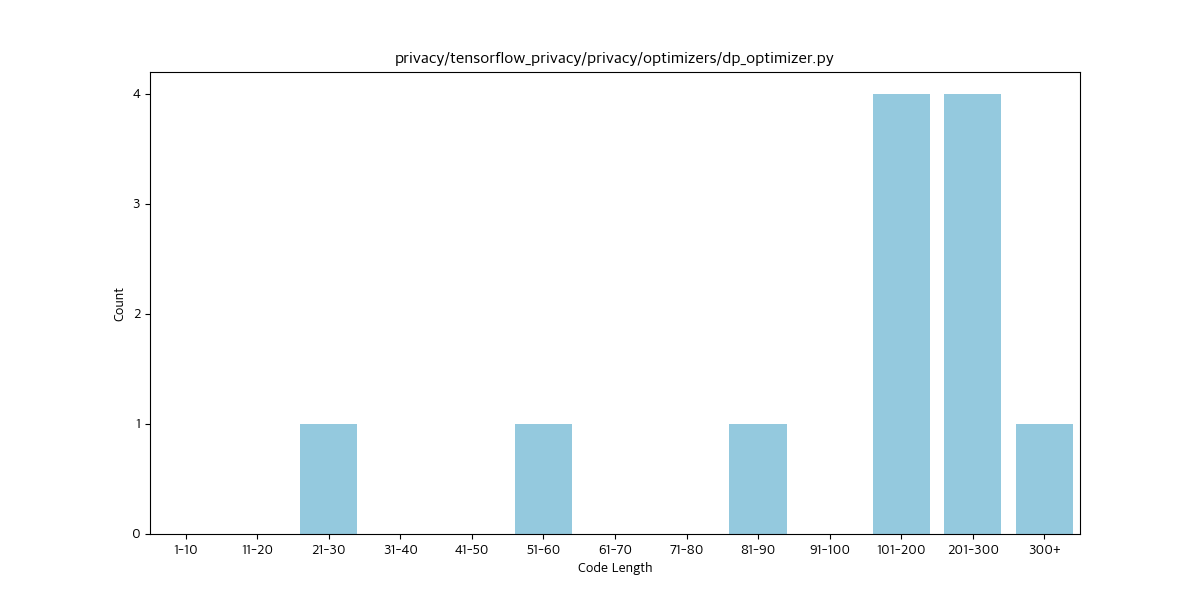 privacy/tensorflow_privacy/privacy/optimizers/dp_optimizer.py
Count
4
3
2
1
0
1-10 11-20 21-30 31-40 41-50 51-60 61-70 71-80 81-90 91-100 101-200 201-300 300+
Code Length